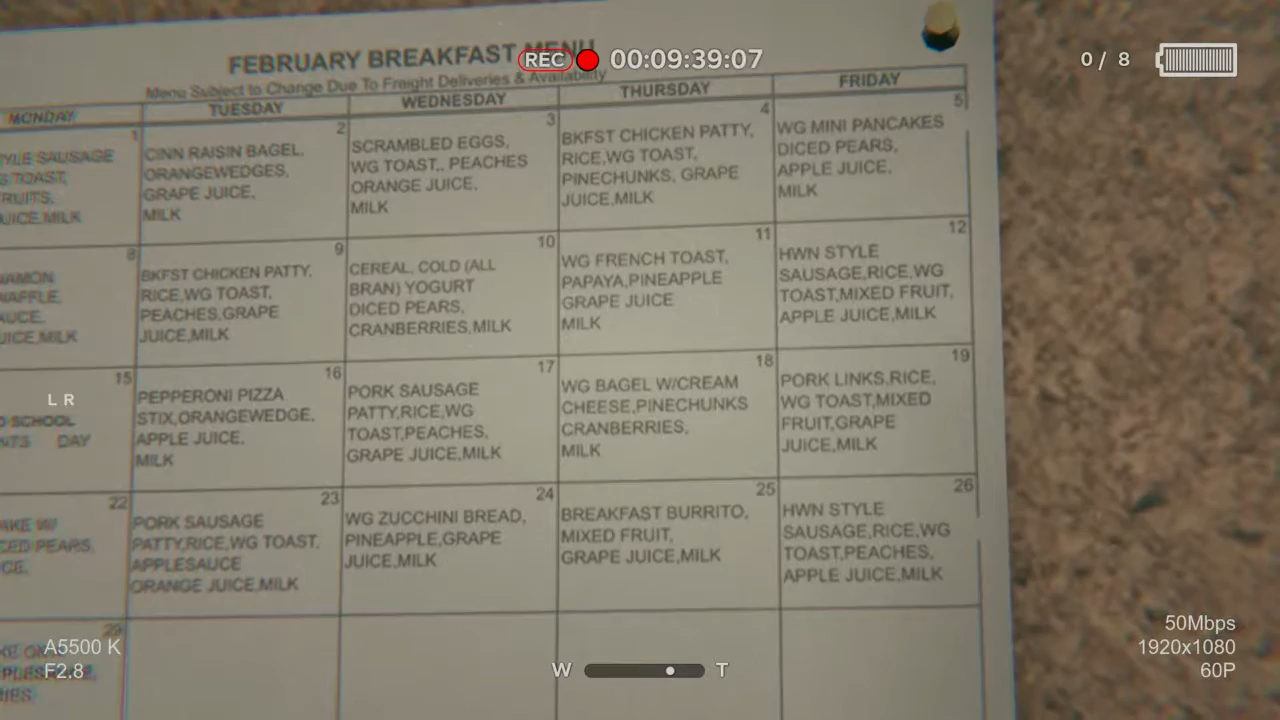 FEBRUARY BREAKFAST MENU
Menu Subject to Change Due To Freight Deliveries & Availability
REC 00:09:39:07
0 / 8
MONDAY TUESDAY WEDNESDAY THURSDAY FRIDAY
1
SAUSAGE
TOAST,
MILK
2
CINN RAISIN BAGEL,
ORANGEWEDGES,
GRAPE JUICE,
MILK
3
SCRAMBLED EGGS,
WG TOAST,, PEACHES
ORANGE JUICE,
MILK
4
BKFST CHICKEN PATTY,
RICE,WG TOAST,
PINECHUNKS, GRAPE
JUICE,MILK
5
WG MINI PANCAKES
DICED PEARS,
APPLE JUICE,
MILK
8
MILK
9
BKFST CHICKEN PATTY,
RICE,WG TOAST,
PEACHES,GRAPE
JUICE,MILK
10
CEREAL, COLD (ALL
BRAN) YOGURT
DICED PEARS,
CRANBERRIES,MILK
11
WG FRENCH TOAST,
PAPAYA,PINEAPPLE
GRAPE JUICE
MILK
12
HWN STYLE
SAUSAGE,RICE,WG
TOAST,MIXED FRUIT,
APPLE JUICE,MILK
15
SCHOOL
DAY
16
PEPPERONI PIZZA
STIX,ORANGEWEDGE,
APPLE JUICE,
MILK
17
PORK SAUSAGE
PATTY,RICE,WG
TOAST,PEACHES,
GRAPE JUICE,MILK
18
WG BAGEL W/CREAM
CHEESE,PINECHUNKS
CRANBERRIES,
MILK
19
PORK LINKS,RICE,
WG TOAST,MIXED
FRUIT,GRAPE
JUICE,MILK
22
W/
PEARS,
23
PORK SAUSAGE
PATTY,RICE,WG TOAST,
APPLESAUCE
ORANGE JUICE,MILK
24
WG ZUCCHINI BREAD,
PINEAPPLE,GRAPE
JUICE,MILK
25
BREAKFAST BURRITO,
MIXED FRUIT,
GRAPE JUICE,MILK
26
HWN STYLE
SAUSAGE,RICE,WG
TOAST,PEACHES,
APPLE JUICE,MILK
L R
A5500 K
F2.8
W T
50Mbps
1920x1080
60P